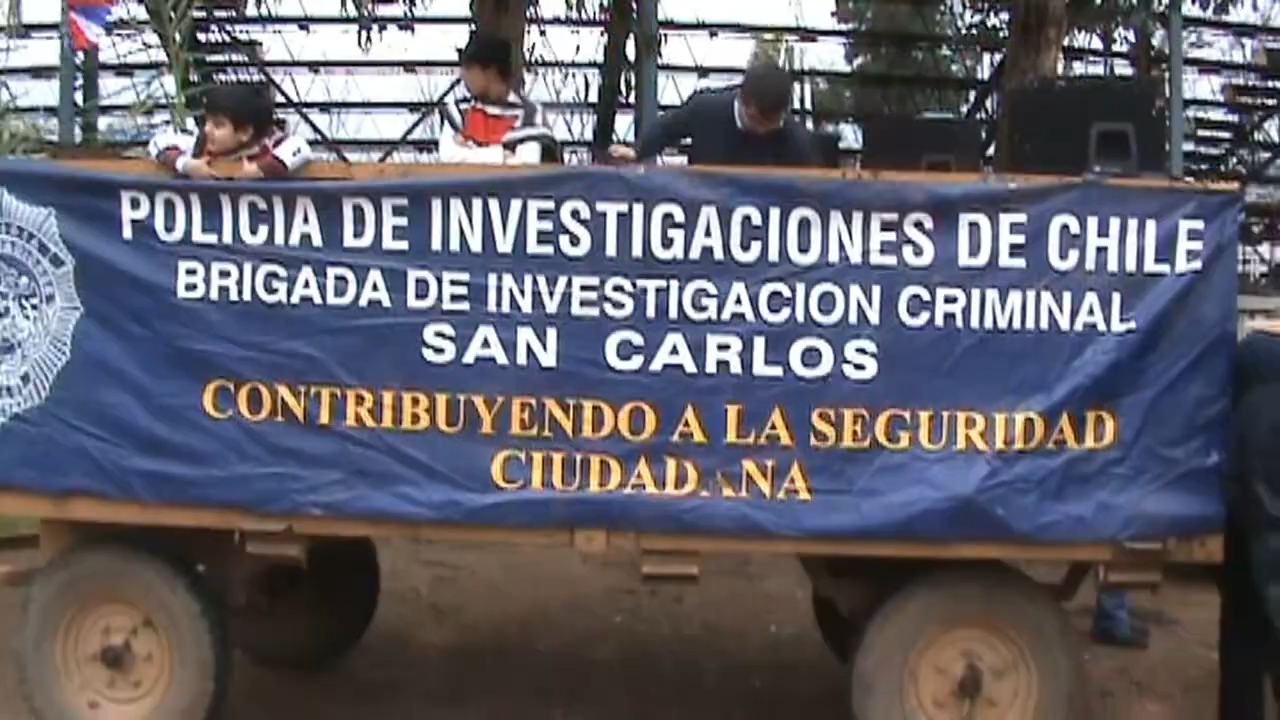 POLICIA DE INVESTIGACIONES DE CHILE
BRIGADA DE INVESTIGACION CRIMINAL
SAN CARLOS
CONTRIBUYENDO A LA SEGURIDAD
CIUDADANA